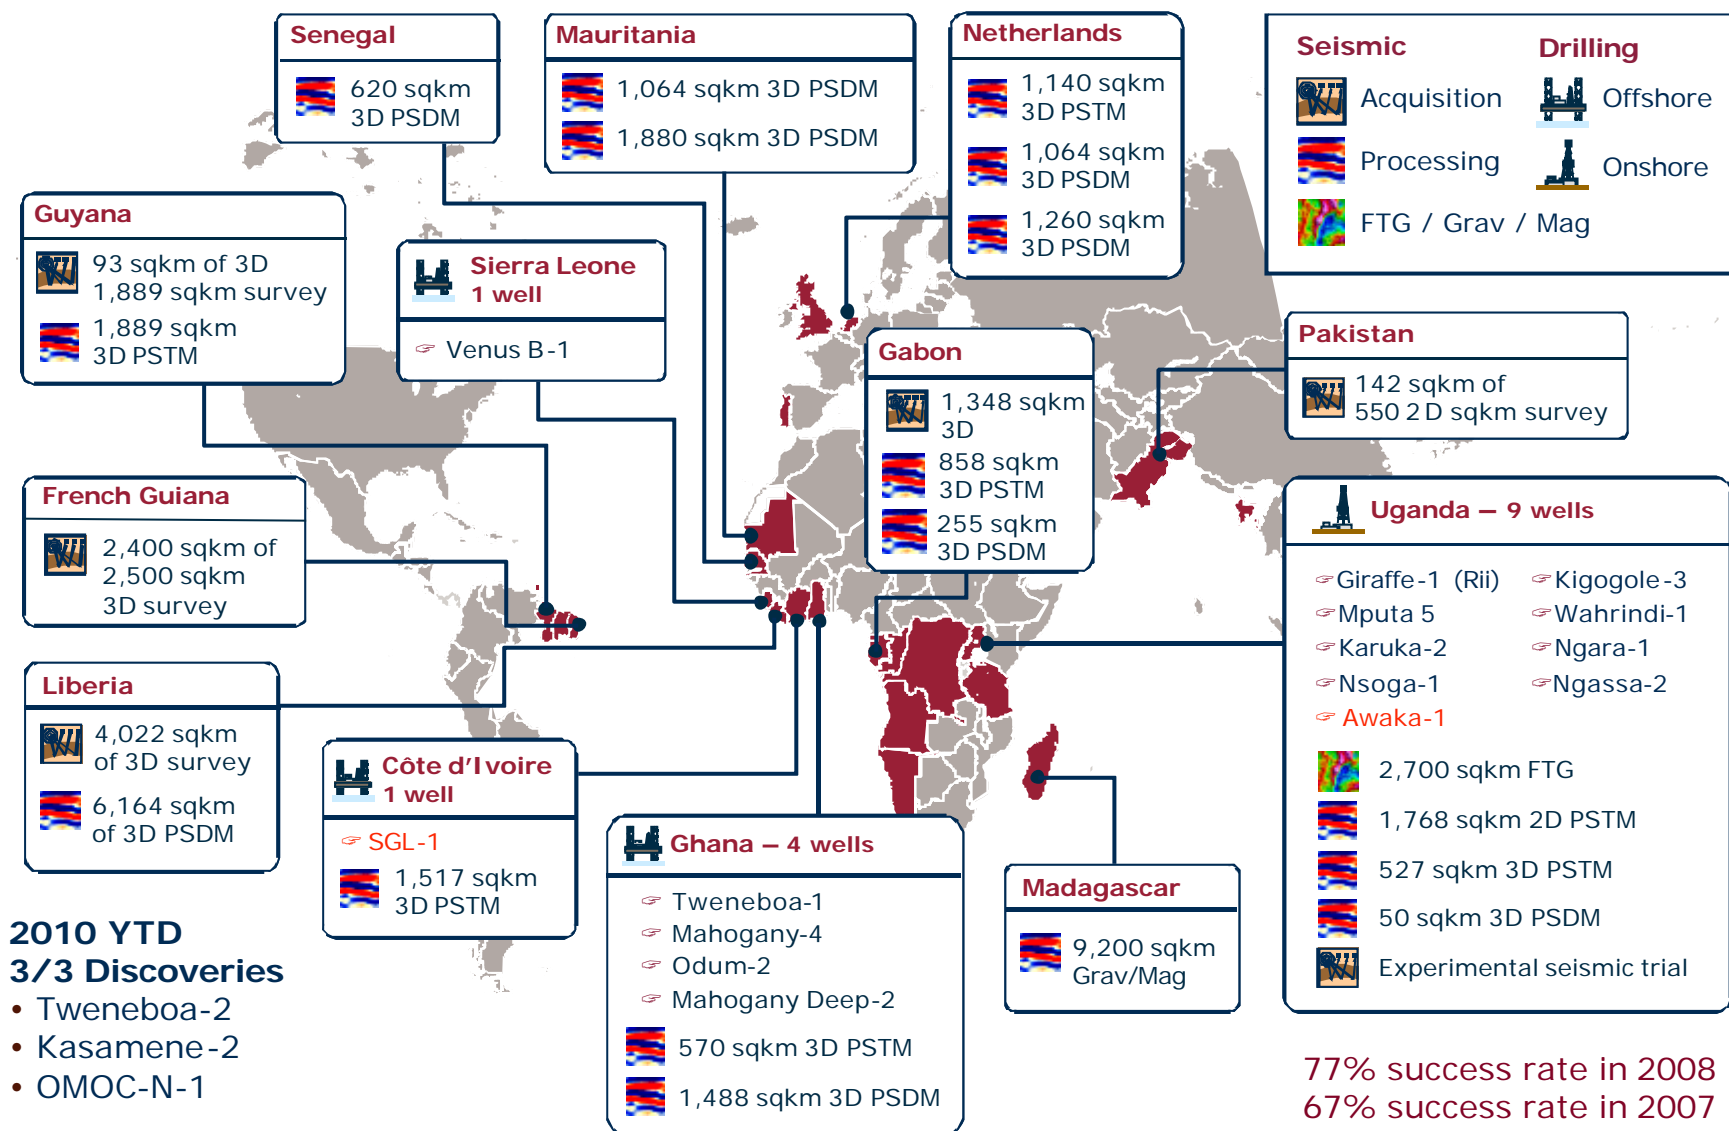 Senegal
620 sqkm
3D PSDM
Mauritania
1,064 sqkm 3D PSDM
1,880 sqkm 3D PSDM
Netherlands
1,140 sqkm
3D PSTM
1,064 sqkm
3D PSDM
1,260 sqkm
3D PSDM
Seismic
Drilling
Acquisition
Offshore
Processing
Onshore
FTG / Grav / Mag
Guyana
93 sqkm of 3D
1,889 sqkm survey
1,889 sqkm
3D PSTM
Sierra Leone
1 well
Venus B-1
Gabon
1,348 sqkm
3D
858 sqkm
3D PSTM
255 sqkm
3D PSDM
Pakistan
142 sqkm of
550 2D sqkm survey
French Guiana
2,400 sqkm of
2,500 sqkm
3D survey
Uganda – 9 wells
Giraffe-1 (Rii)
Kigogole-3
Mputa 5
Wahrindi-1
Karuka-2
Ngara-1
Nsoga-1
Ngassa-2
Awaka-1
2,700 sqkm FTG
1,768 sqkm 2D PSTM
527 sqkm 3D PSTM
50 sqkm 3D PSDM
Experimental seismic trial
Liberia
4,022 sqkm
of 3D survey
6,164 sqkm
of 3D PSDM
Côte d'Ivoire
1 well
SGL-1
1,517 sqkm
3D PSTM
Ghana – 4 wells
Tweneboa-1
Mahogany-4
Odum-2
Mahogany Deep-2
570 sqkm 3D PSTM
1,488 sqkm 3D PSDM
Madagascar
9,200 sqkm
Grav/Mag
2010 YTD
3/3 Discoveries
• Tweneboa-2
• Kasamene-2
• OMOC-N-1
77% success rate in 2008
67% success rate in 2007